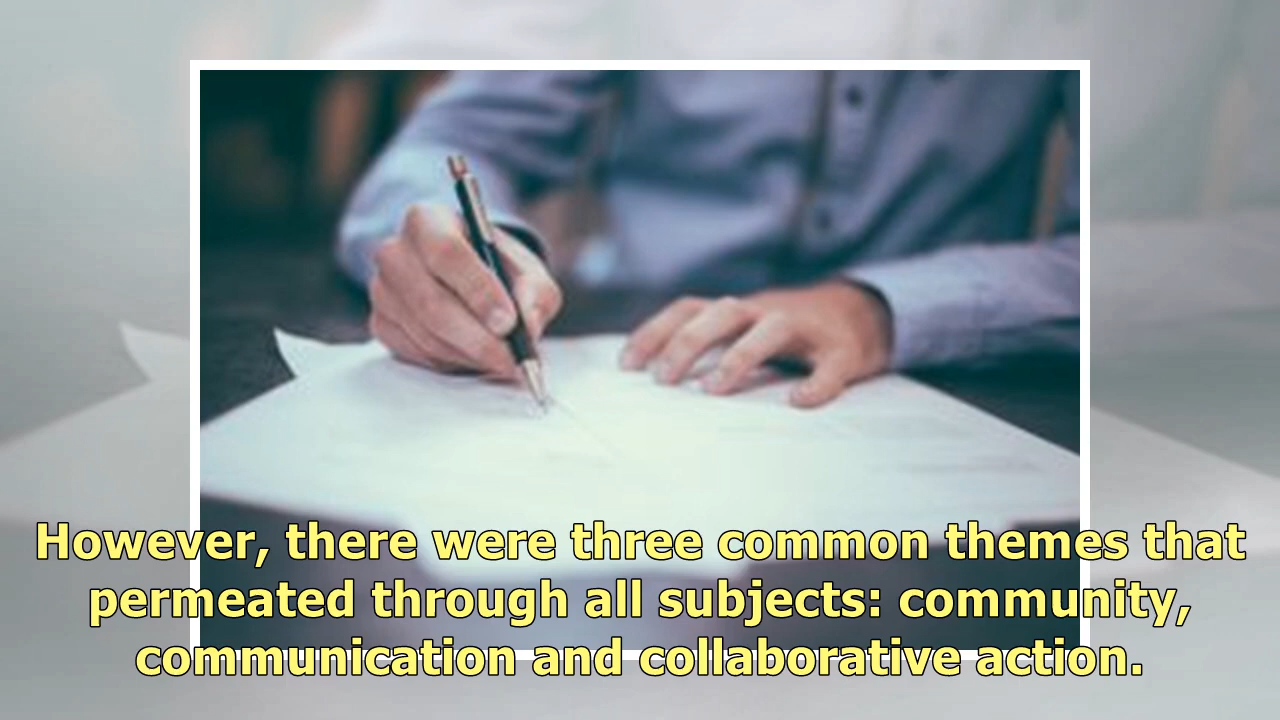 However, there were three common themes that
permeated through all subjects: community,
communication and collaborative action.